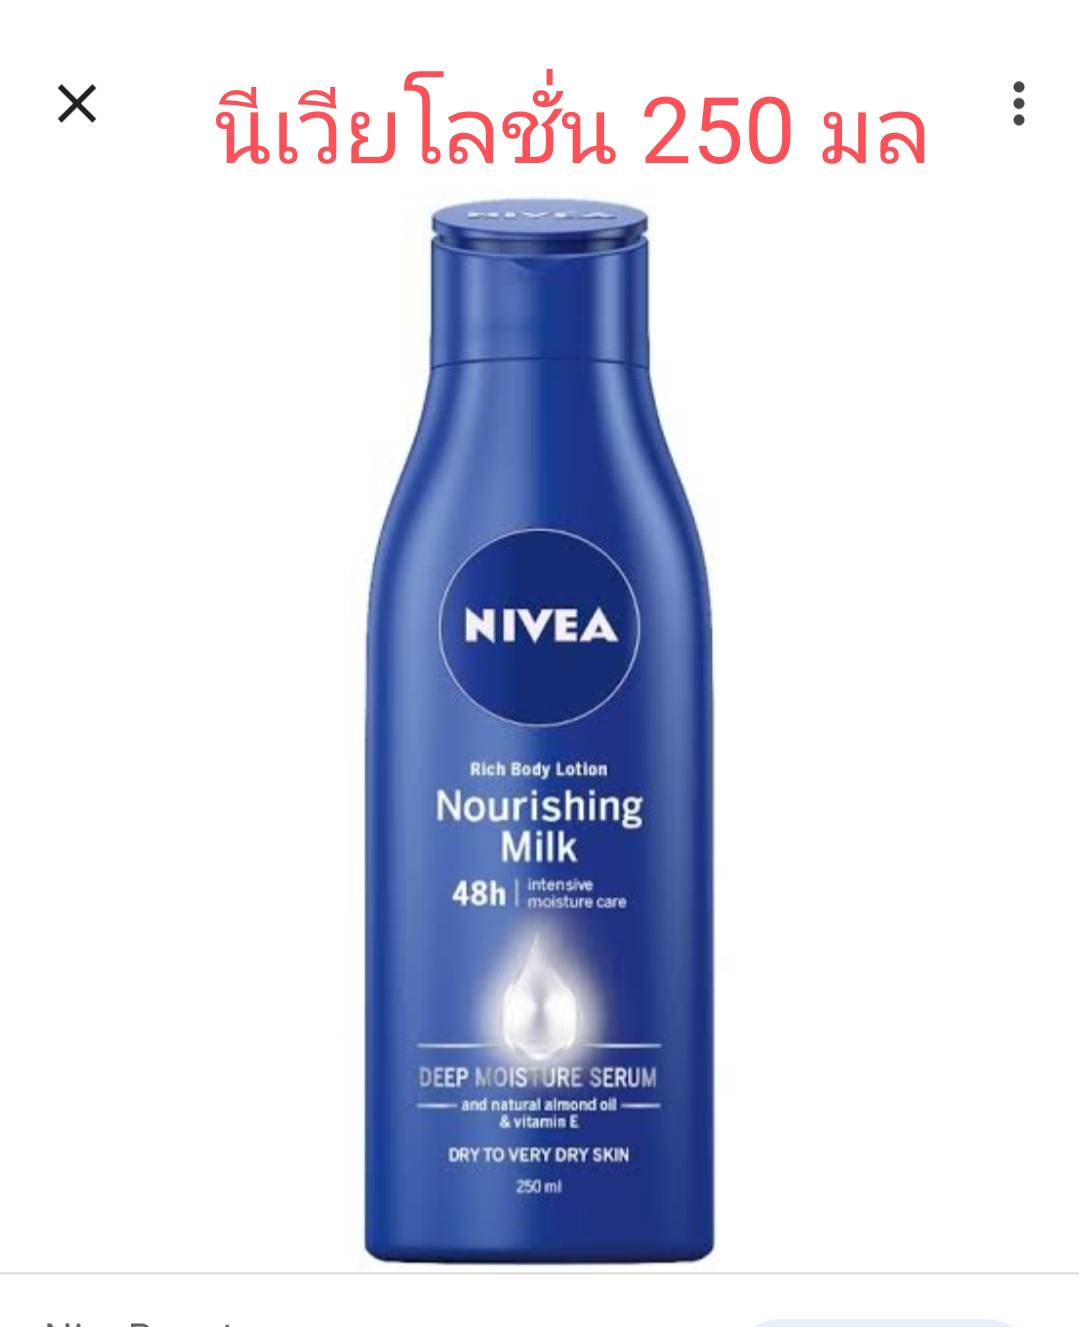 นีเวียโลชั่น 250 มล
NIVEA
NIVEA
Rich Body Lotion
Nourishing
Milk
48h | intensive
moisture care
DEEP MOISTURE SERUM
and natural almond oil
& vitamin E
DRY TO VERY DRY SKIN
250 ml